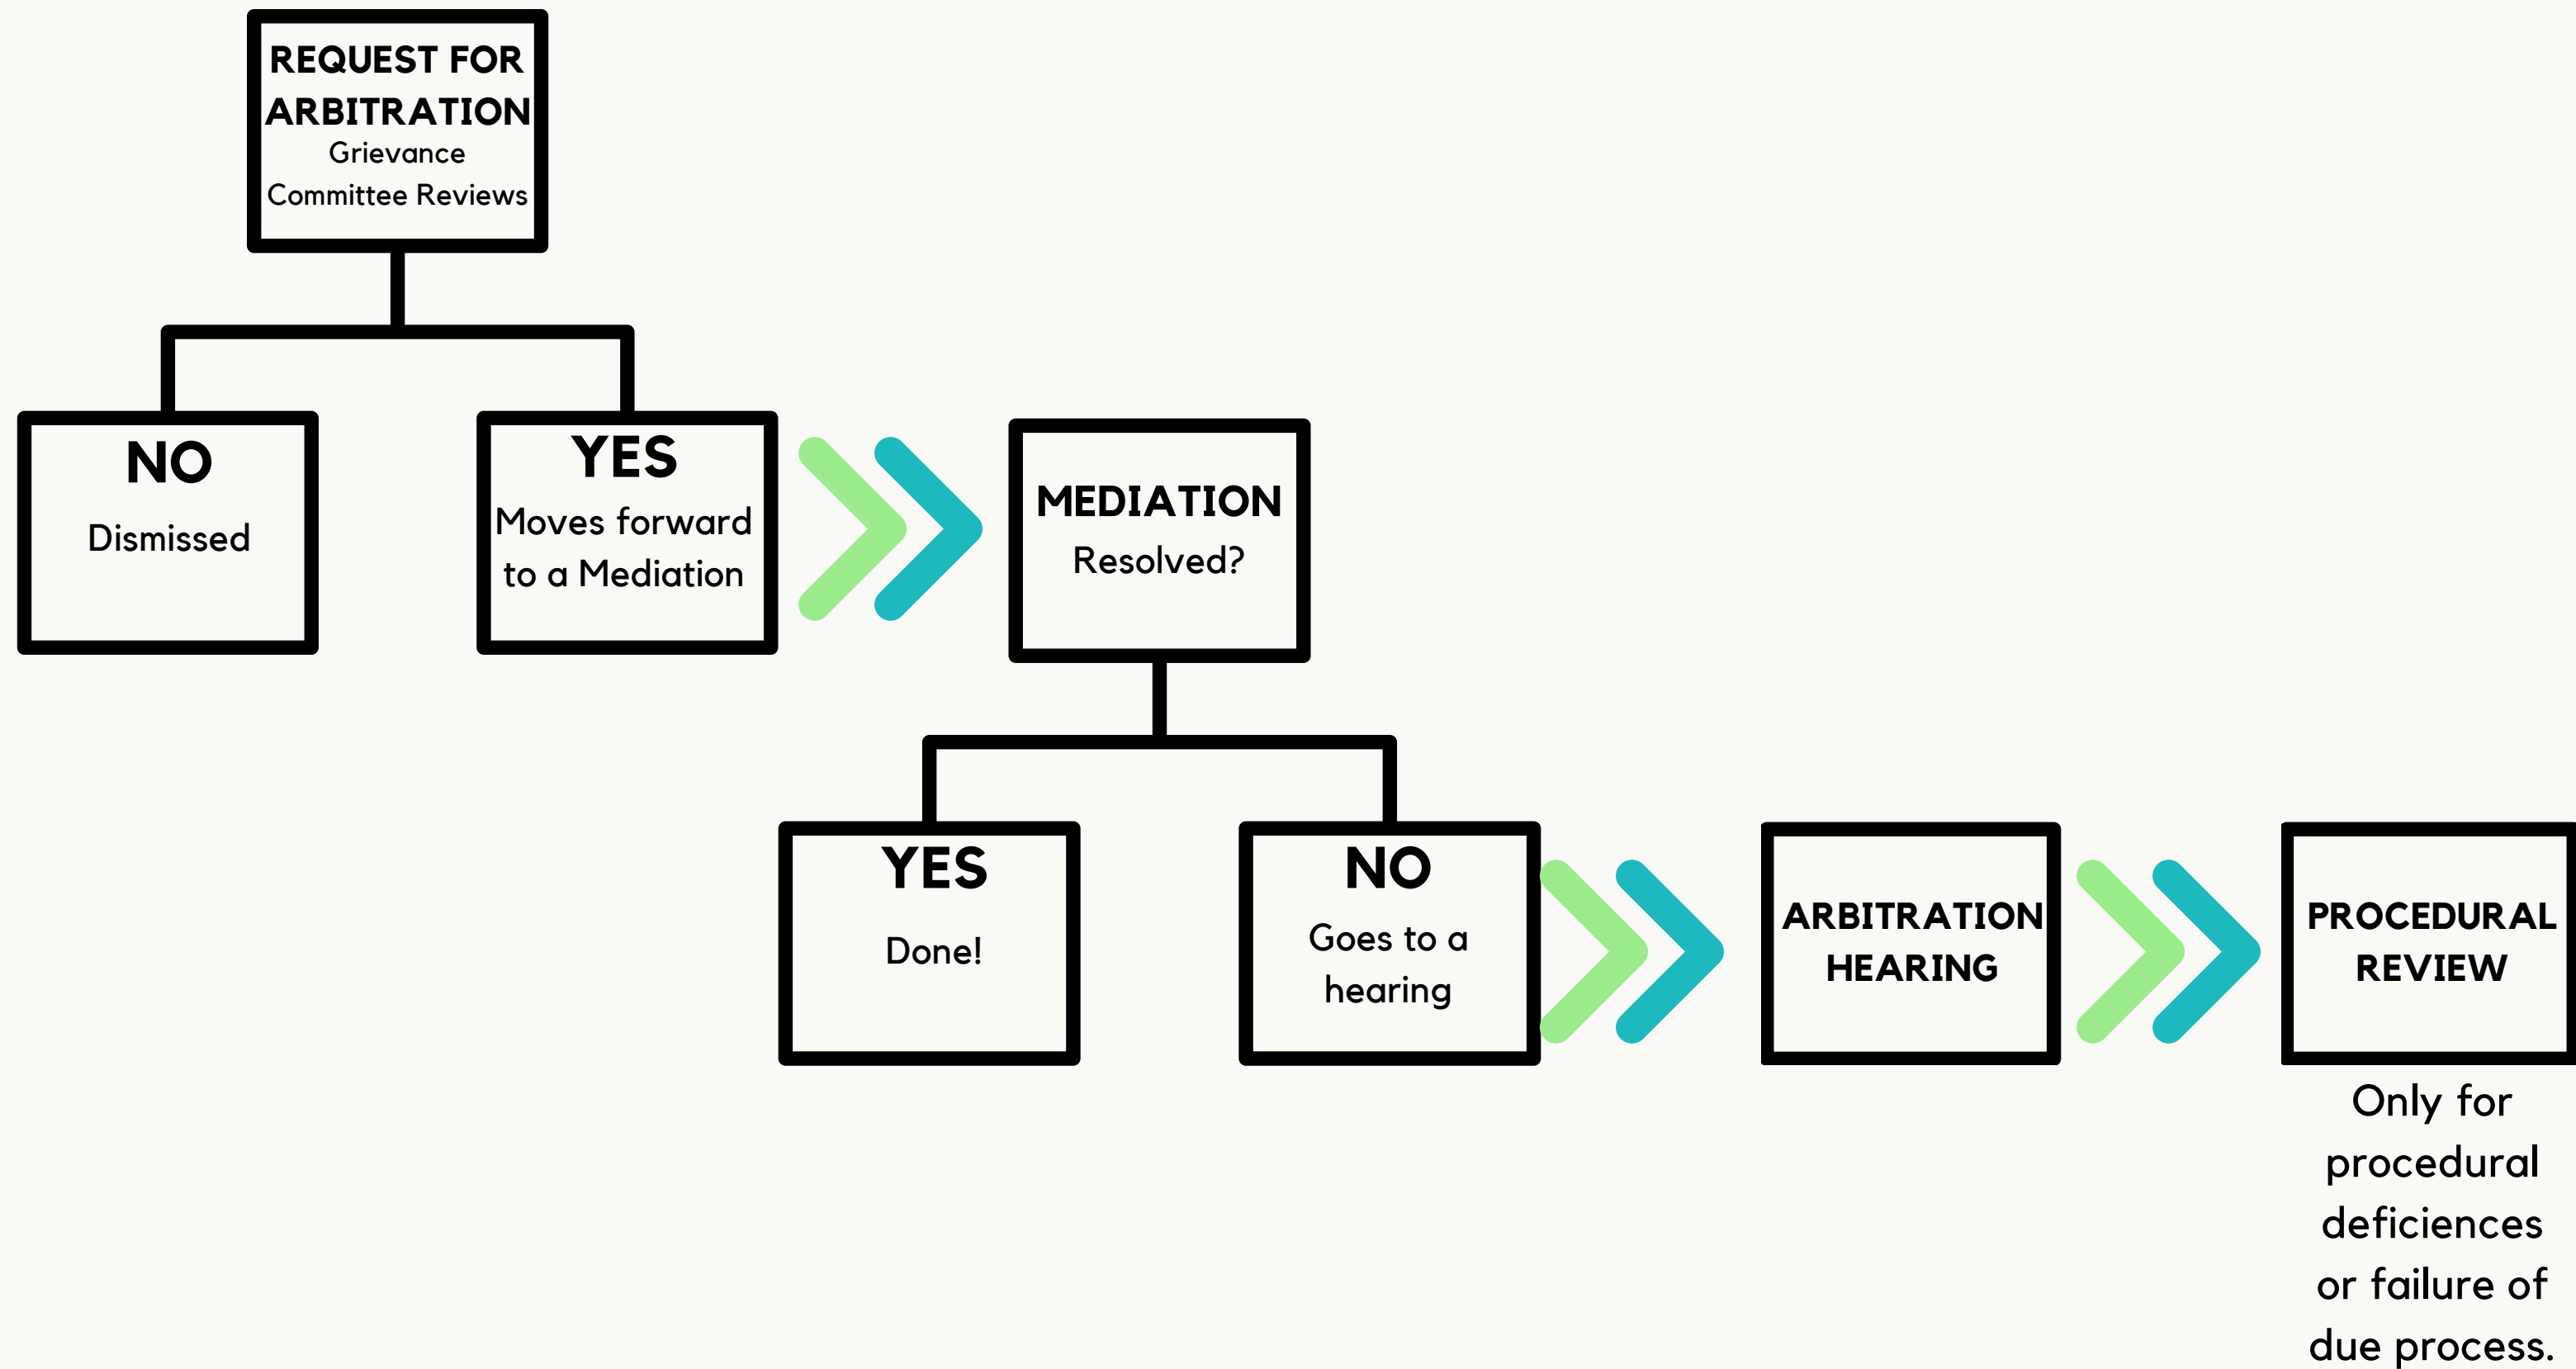 REQUEST FOR
ARBITRATION
Grievance
Committee Reviews
NO
Dismissed
YES
Moves forward
to a Mediation
MEDIATION
Resolved?
YES
Done!
NO
Goes to a
hearing
ARBITRATION
HEARING
PROCEDURAL
REVIEW
Only for
procedural
deficiences
or failure of
due process.